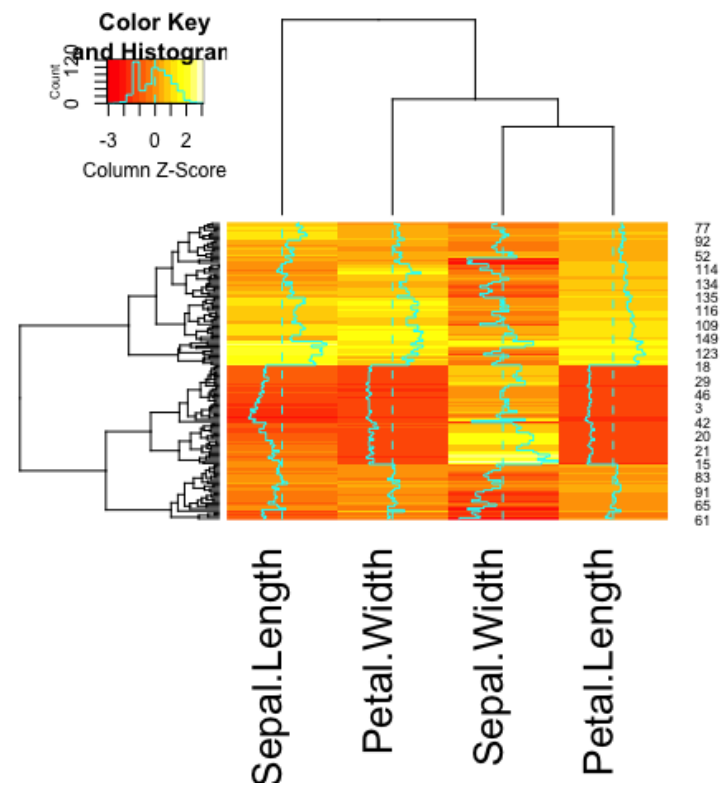 Color Key
and Histogran
Count
0
120
-3 0 2
Column Z-Score
77
92
52
114
134
135
116
109
149
123
18
29
46
3
42
20
21
15
83
91
65
61
Sepal.Length
Petal.Width
Sepal.Width
Petal.Length